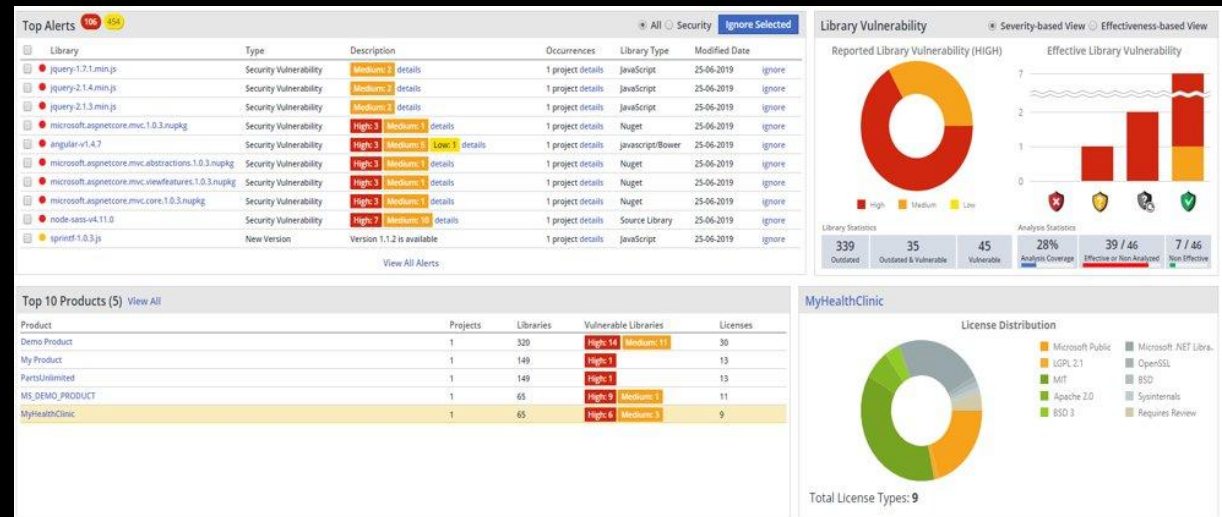 Top Alerts 106 454 All Security Ignore Selected
Library Type Description Occurrences Library Type Modified Date
jquery-1.7.1.min.js Security Vulnerability Medium: 2 details 1 project details JavaScript 25-06-2019 ignore
jquery-2.1.4.min.js Security Vulnerability Medium: 2 details 1 project details JavaScript 25-06-2019 ignore
jquery-2.1.3.min.js Security Vulnerability Medium: 2 details 1 project details JavaScript 25-06-2019 ignore
microsoft.aspnetcore.mvc.1.0.3.nupkg Security Vulnerability High: 3 Medium: 1 details 1 project details Nuget 25-06-2019 ignore
angular-v1.4.7 Security Vulnerability High: 3 Medium: 5 Low: 1 details 1 project details javascript/Bower 25-06-2019 ignore
microsoft.aspnetcore.mvc.abstractions.1.0.3.nupkg Security Vulnerability High: 3 Medium: 1 details 1 project details Nuget 25-06-2019 ignore
microsoft.aspnetcore.mvc.viewfeatures.1.0.3.nupkg Security Vulnerability High: 3 Medium: 1 details 1 project details Nuget 25-06-2019 ignore
microsoft.aspnetcore.mvc.core.1.0.3.nupkg Security Vulnerability High: 3 Medium: 1 details 1 project details Nuget 25-06-2019 ignore
node-sass-v4.11.0 Security Vulnerability High: 7 Medium: 10 details 1 project details Source Library 25-06-2019 ignore
sprintf-1.0.3.js New Version Version 1.1.2 is available 1 project details JavaScript 25-06-2019 ignore
View All Alerts
Library Vulnerability Severity-based View Effectiveness-based View
Reported Library Vulnerability (HIGH)
High Medium Low
Effective Library Vulnerability
7
2
1
0
Library Statistics
339 35 45
Outdated Outdated & Vulnerable Vulnerable
Analysis Statistics
28% 39 / 46 7 / 46
Analysis Coverage Effective or Non Analyzed Non Effective
Top 10 Products (5) View All
Product Projects Libraries Vulnerable Libraries Licenses
Demo Product 1 320 High: 14 Medium: 11 30
My Product 1 149 High: 1 13
PartsUnlimited 1 149 High: 1 13
MS_DEMO_PRODUCT 1 65 High: 9 Medium: 1 11
MyHealthClinic 1 65 High: 6 Medium: 3 9
MyHealthClinic
License Distribution
Microsoft Public Microsoft .NET Libra..
LGPL 2.1 OpenSSL
MIT BSD
Apache 2.0 Sysinternals
BSD 3 Requires Review
Total License Types: 9